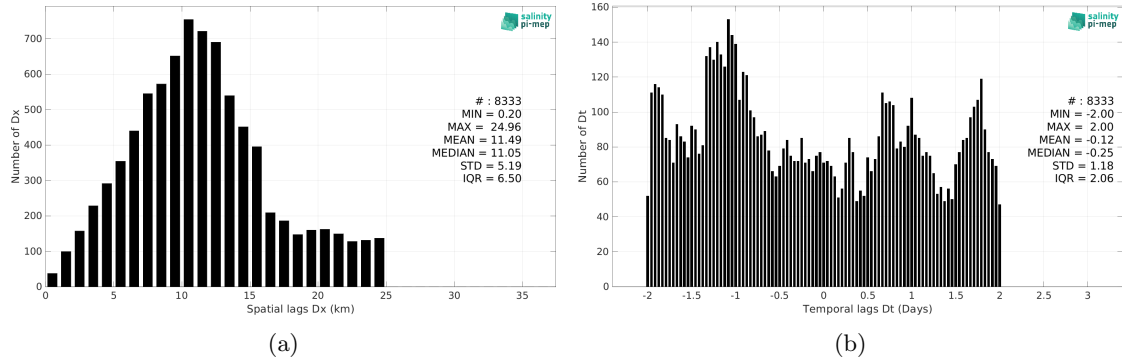 salinity
pi-mep
700
600
500
400
300
200
100
0
Number of Dx
# : 8333
MIN = 0.20
MAX = 24.96
MEAN = 11.49
MEDIAN = 11.05
STD = 5.19
IQR = 6.50
0 5 10 15 20 25 30 35
Spatial lags Dx (km)
(a)
salinity
pi-mep
160
140
120
100
80
60
40
20
0
Number of Dt
# : 8333
MIN = -2.00
MAX = 2.00
MEAN = -0.12
MEDIAN = -0.25
STD = 1.18
IQR = 2.06
-2 -1.5 -1 -0.5 0 0.5 1 1.5 2 2.5 3
Temporal lags Dt (Days)
(b)